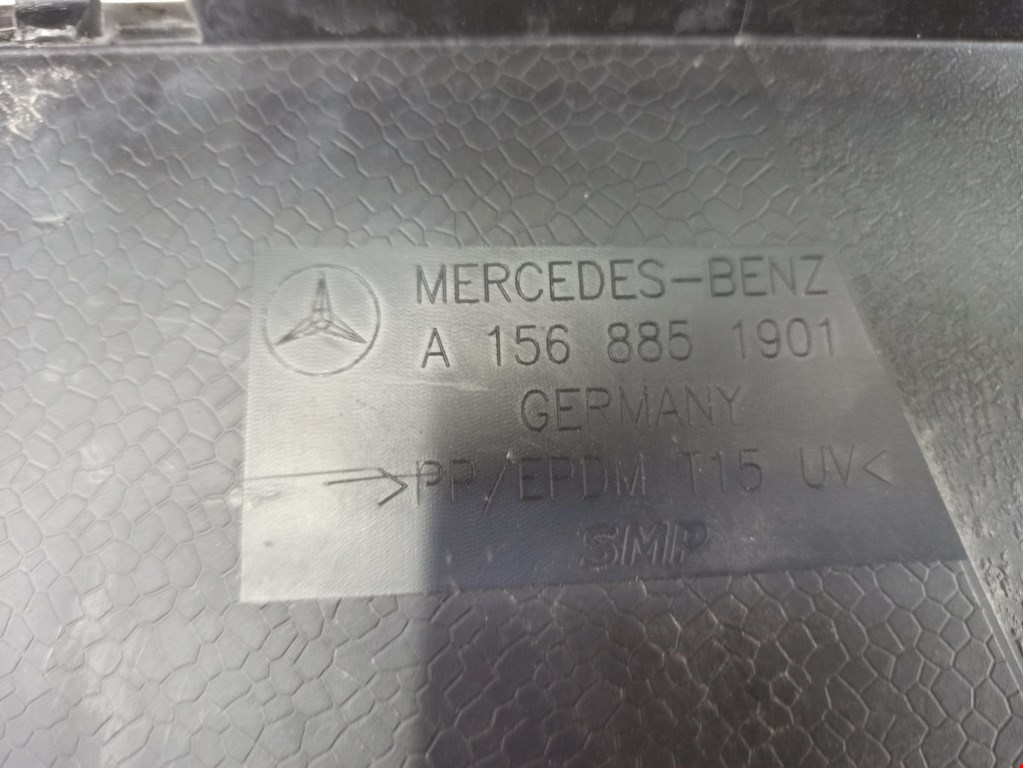 MERCEDES-BENZ
A 156 885 1901
GERMANY
>PP/EPDM T15 UV<
SMP